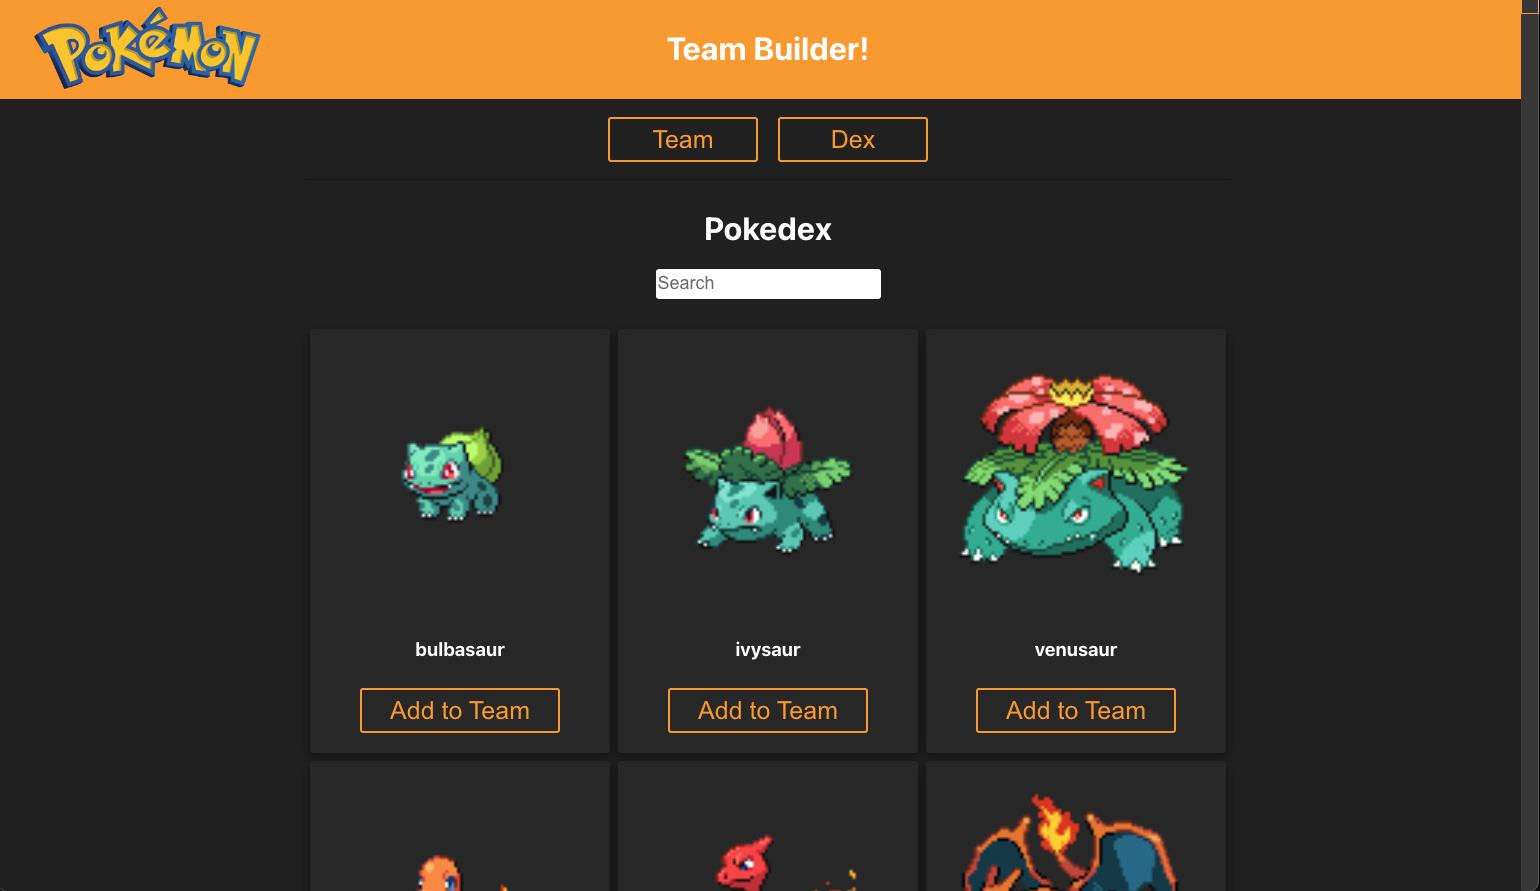 Pokémon
Team Builder!
Team
Dex
Pokedex
Search
bulbasaur
ivysaur
venusaur
Add to Team
Add to Team
Add to Team